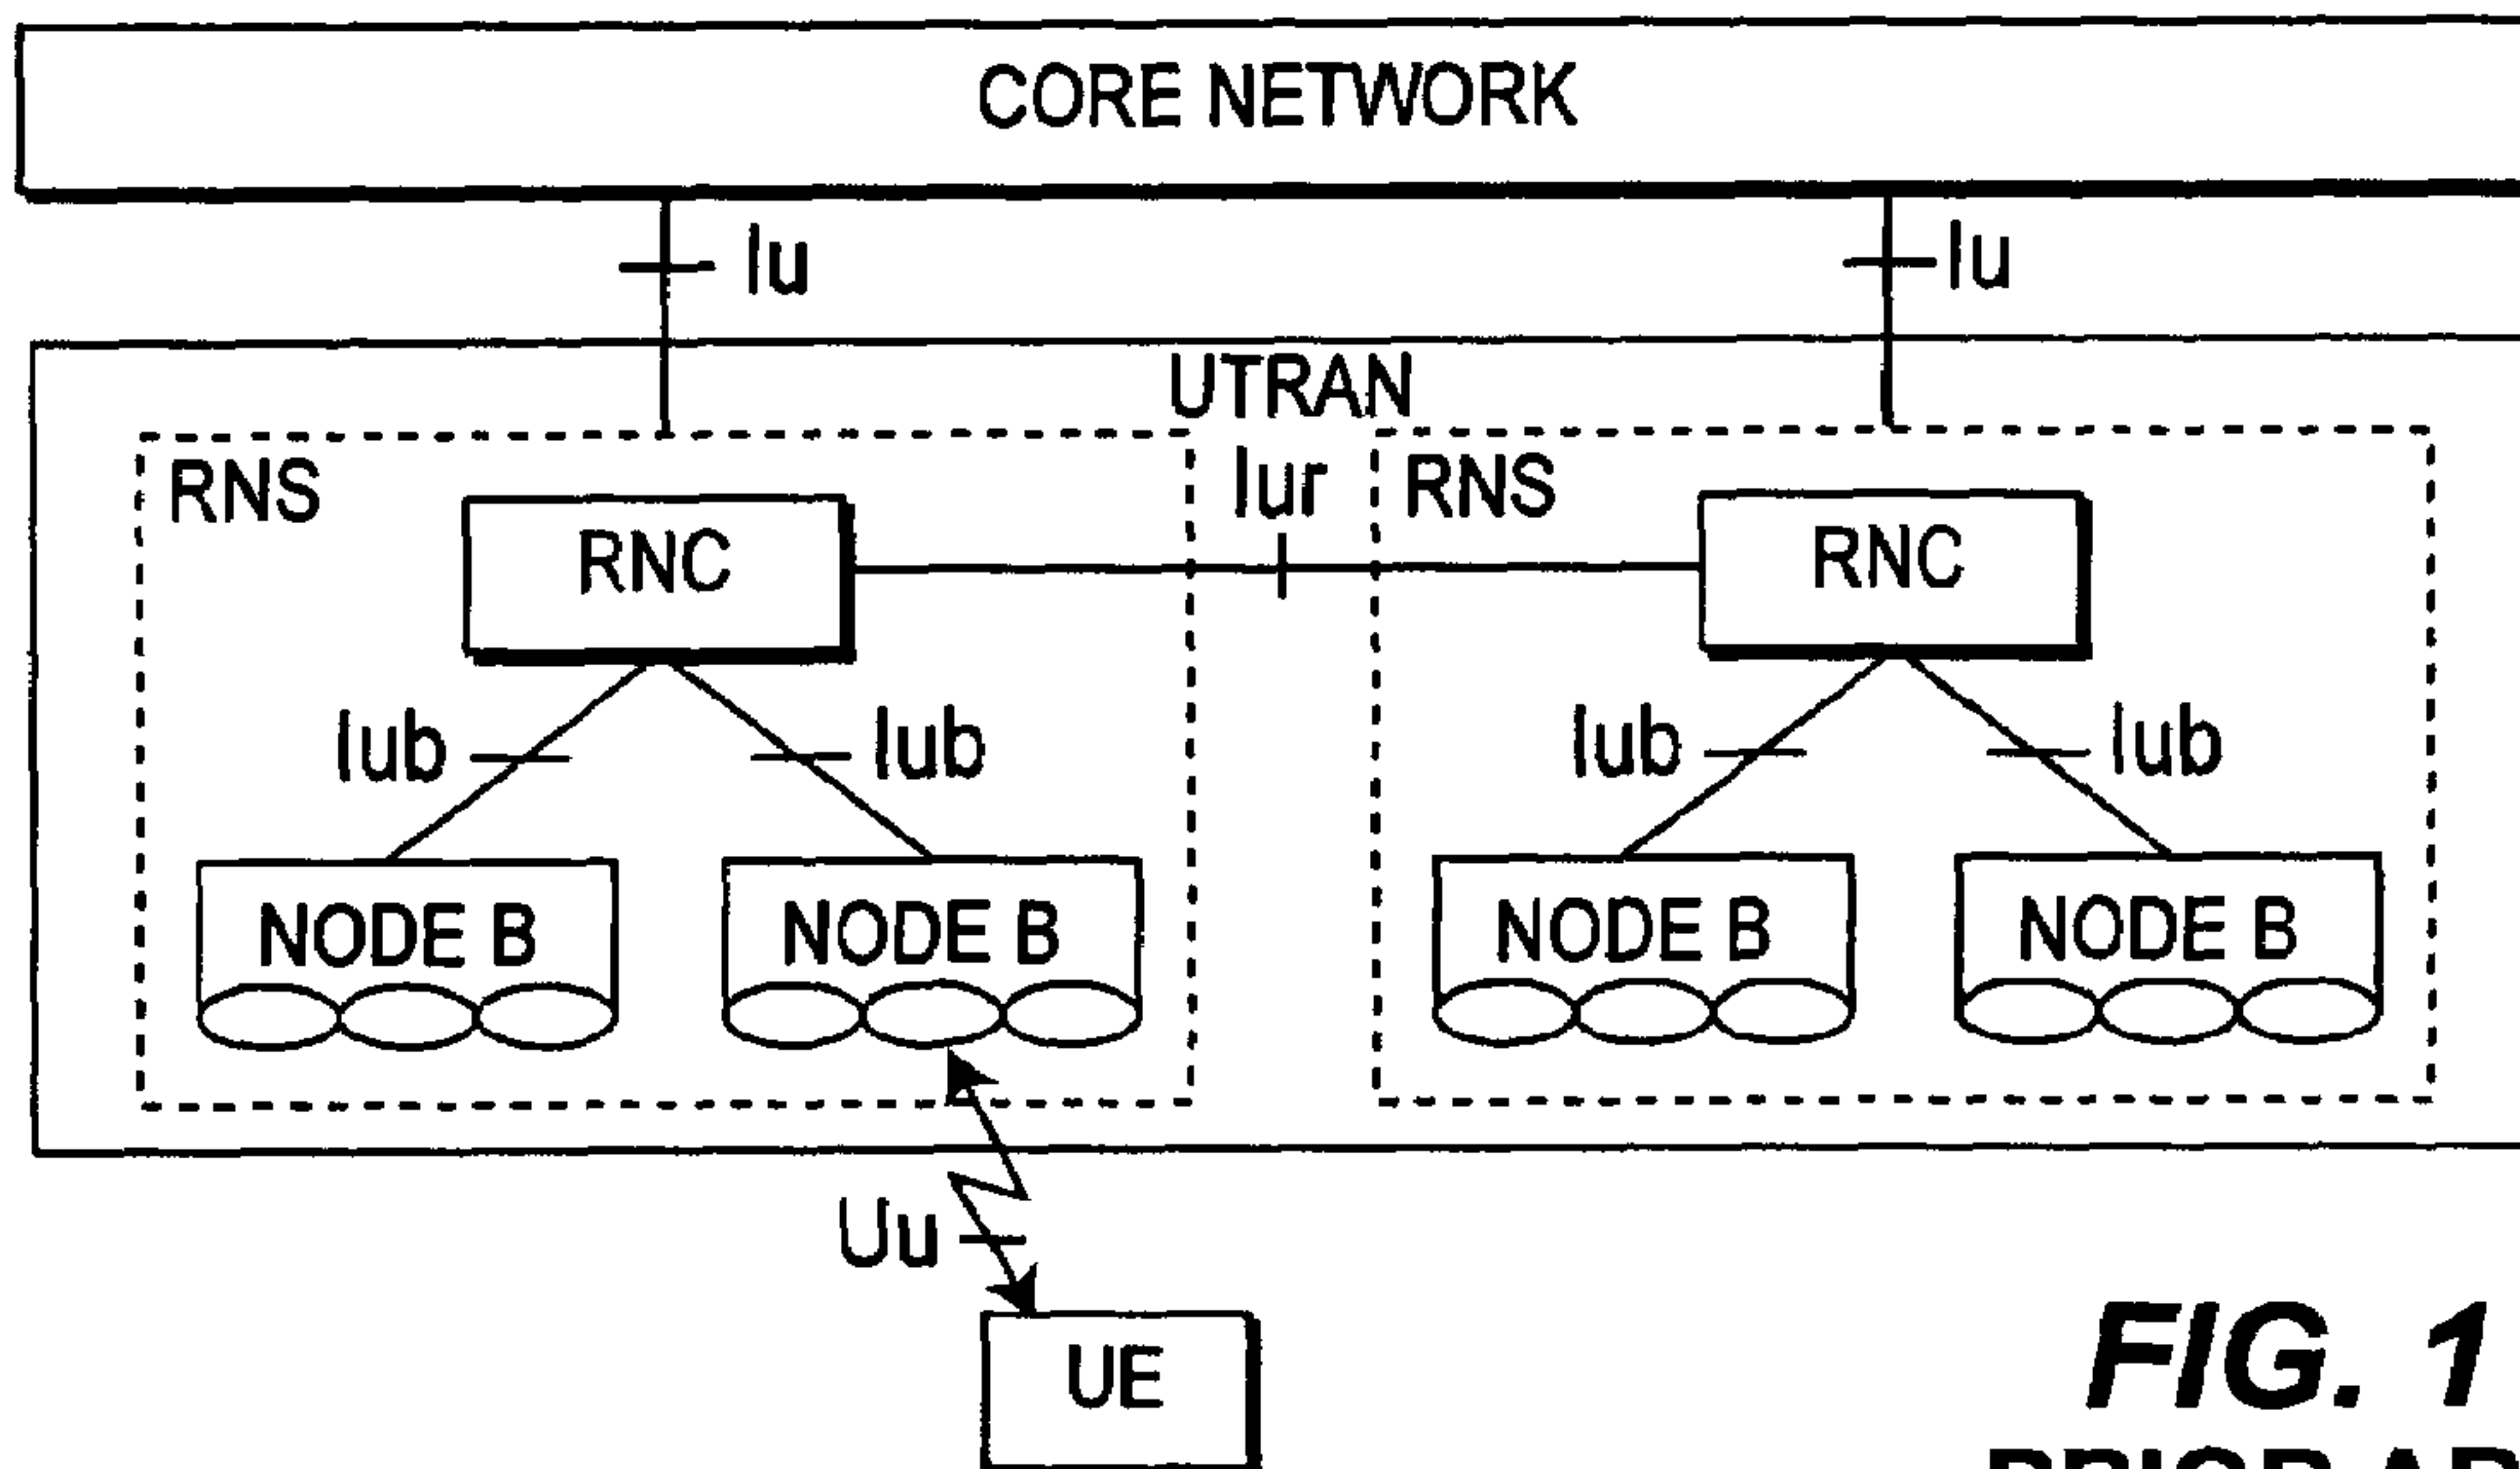 CORE NETWORK
Iu Iu
UTRAN
RNS Iur RNS
RNC RNC
Iub Iub Iub Iub
NODE B NODE B NODE B NODE B
Uu
UE
FIG. 1